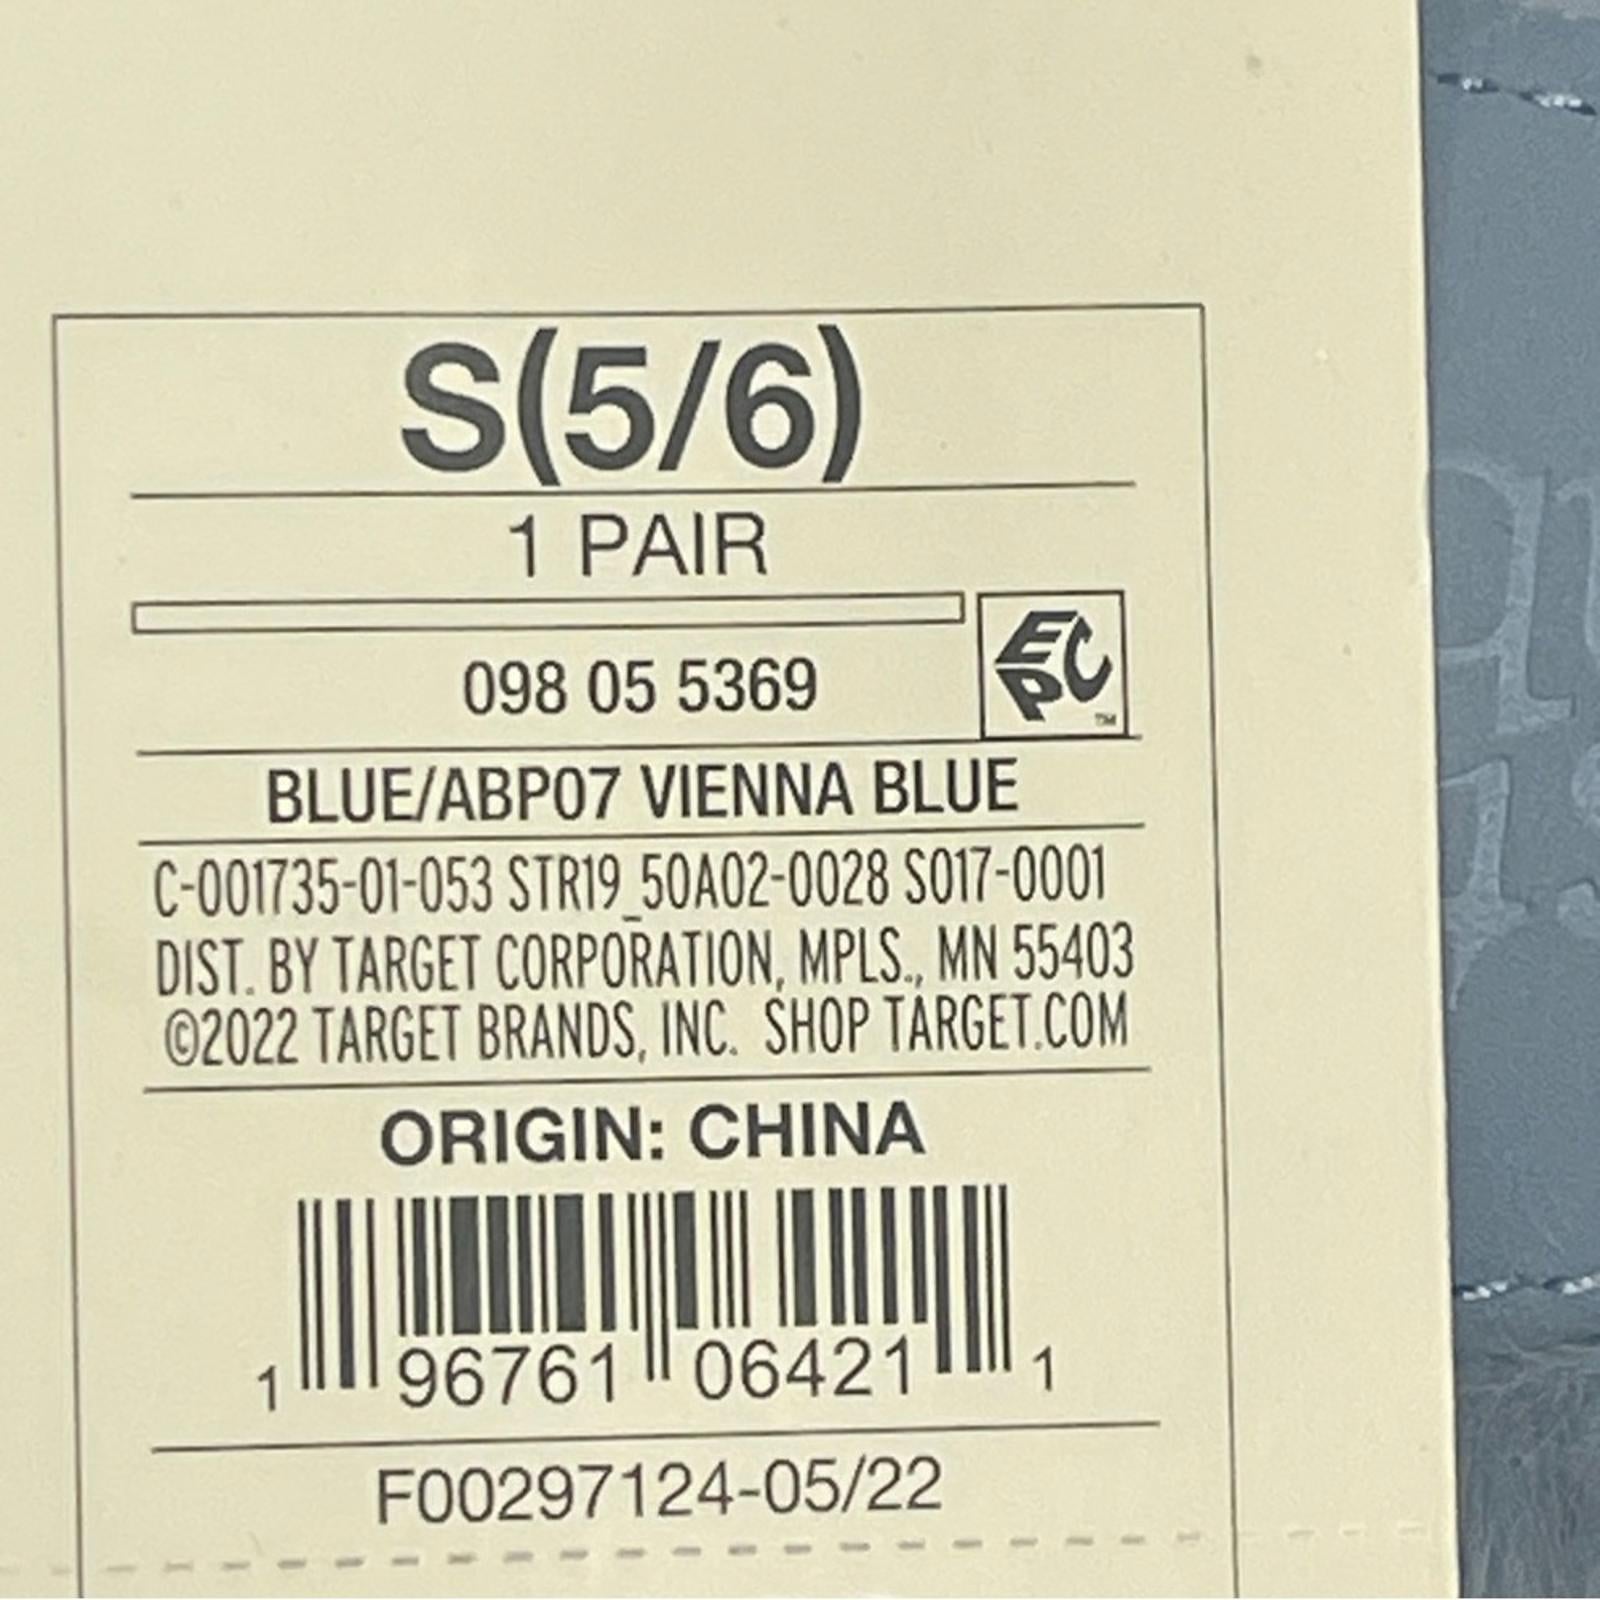 S(5/6)
1 PAIR
EPC™
098 05 5369
BLUE/ABP07 VIENNA BLUE
C-001735-01-053 STR19_50A02-0028 S017-0001
DIST. BY TARGET CORPORATION, MPLS., MN 55403
©2022 TARGET BRANDS, INC. SHOP TARGET.COM
ORIGIN: CHINA
1 96761 06421 1
F00297124-05/22